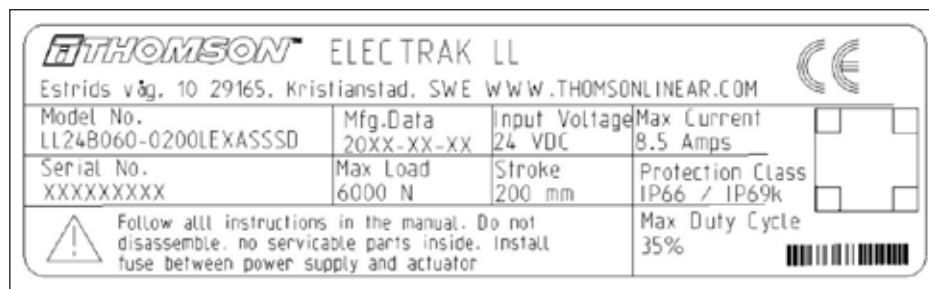 THOMSON™ ELECTRAK LL
CE
Estrids våg. 10 29165. Kristianstad. SWE WWW.THOMSONLINEAR.COM
Model No. Mfg.Data Input Voltage Max Current
LL24B060-0200LEXASSSD 20XX-XX-XX 24 VDC 8.5 Amps
Serial No. Max Load Stroke Protection Class
XXXXXXXXX 6000 N 200 mm IP66 / IP69k
Follow alll instructions in the manual. Do not
disassemble. no servicable parts inside. Install
fuse between power supply and actuator
Max Duty Cycle
35%